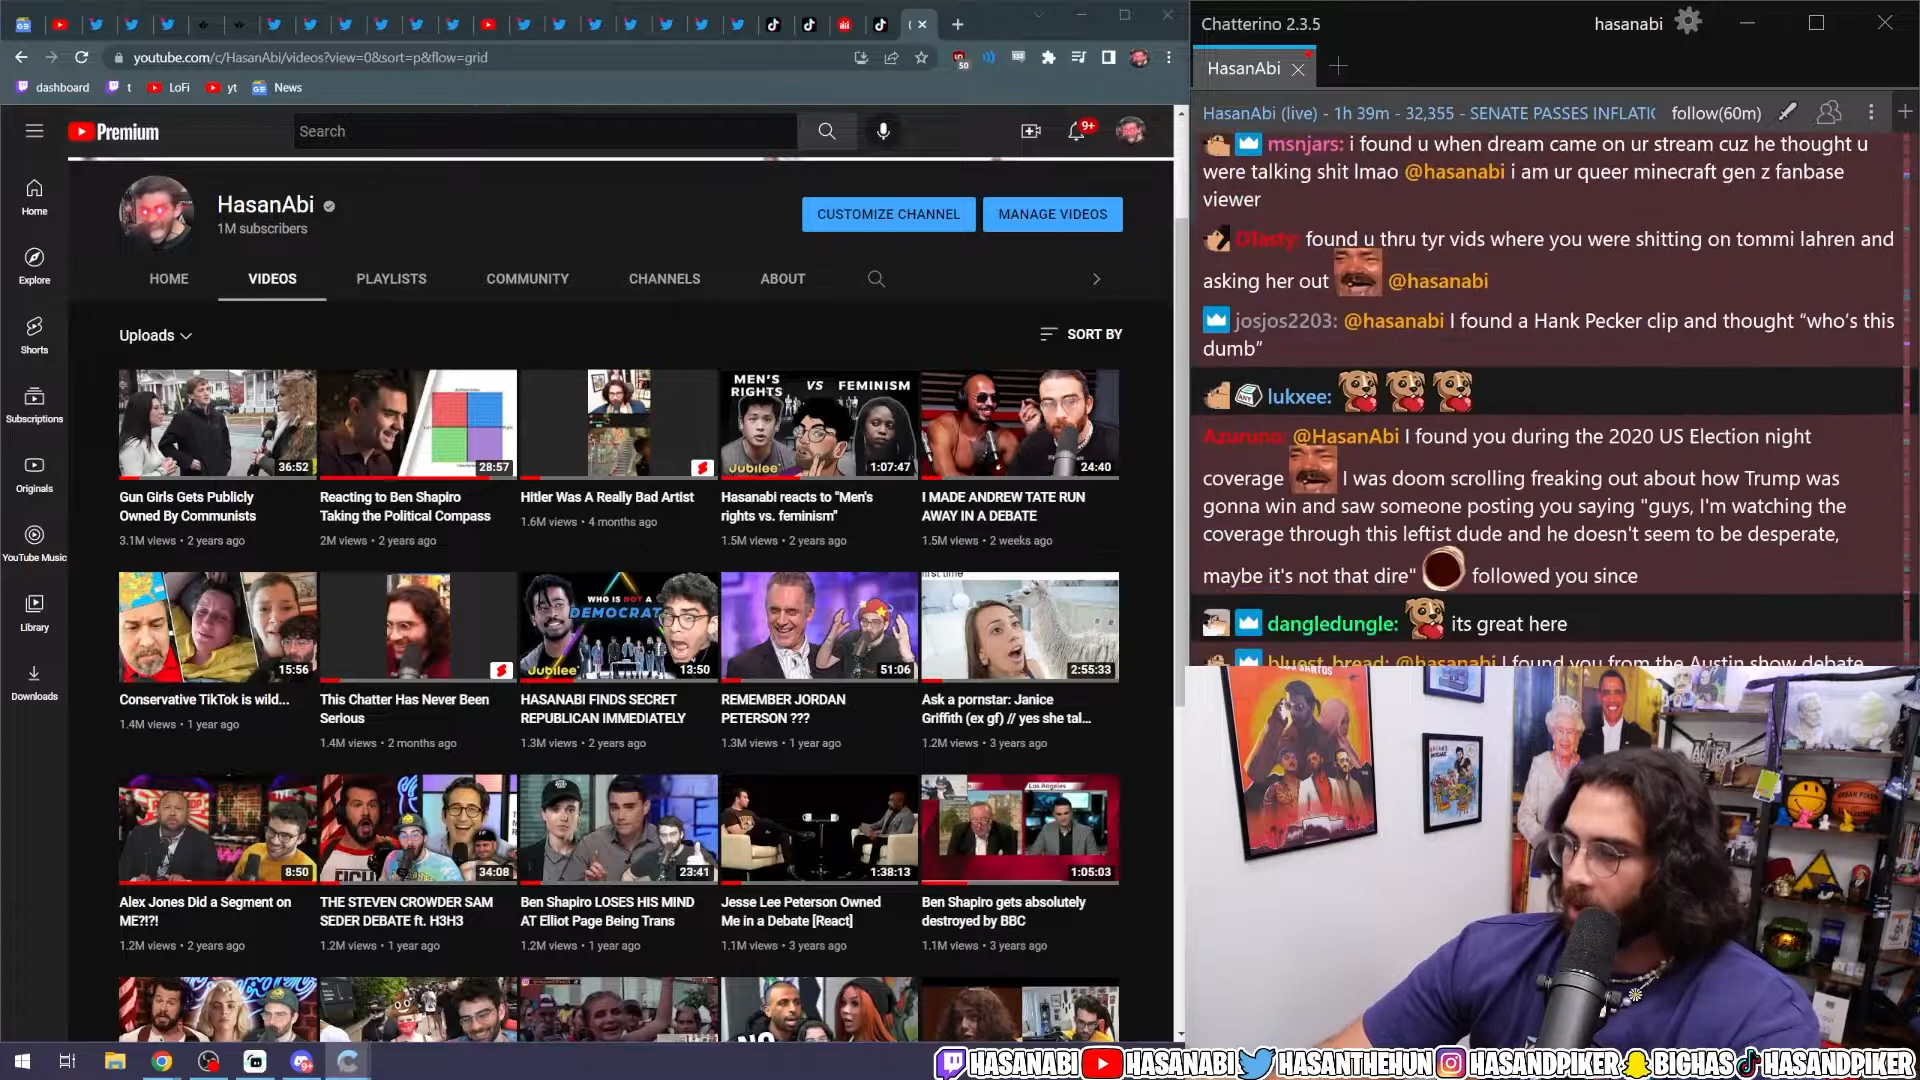 Chatterino 2.3.5
hasanabi
youtube.com/c/HasanAbi/videos?view=0&sort=p&flow=grid
50
HasanAbi
dashboard
t
LoFi
yt
News
HasanAbi (live) - 1h 39m - 32,355 - SENATE PASSES INFLATIC
follow(60m)
Premium
Search
9+
msnjars: i found u when dream came on ur stream cuz he thought u
were talking shit lmao @hasanabi i am ur queer minecraft gen z fanbase
viewer
DTasty: found u thru tyr vids where you were shitting on tommi lahren and
asking her out @hasanabi
josjos2203: @hasanabi I found a Hank Pecker clip and thought “who’s this
dumb”
lukxee:
Azuruno: @HasanAbi I found you during the 2020 US Election night
coverage I was doom scrolling freaking out about how Trump was
gonna win and saw someone posting you saying "guys, I'm watching the
coverage through this leftist dude and he doesn't seem to be desperate,
maybe it's not that dire" followed you since
dangledungle: its great here
bluest_bread: @hasanabi I found you from the Austin show debate
Home
Explore
Shorts
Subscriptions
Originals
YouTube Music
Library
Downloads
HasanAbi
1M subscribers
CUSTOMIZE CHANNEL
MANAGE VIDEOS
HOME
VIDEOS
PLAYLISTS
COMMUNITY
CHANNELS
ABOUT
Uploads
SORT BY
36:52
28:57
MEN'S RIGHTS VS FEMINISM
Jubilee
1:07:47
24:40
Gun Girls Gets Publicly
Owned By Communists
3.1M views • 2 years ago
Reacting to Ben Shapiro
Taking the Political Compass
2M views • 2 years ago
Hitler Was A Really Bad Artist
1.6M views • 4 months ago
Hasanabi reacts to "Men's
rights vs. feminism"
1.5M views • 2 years ago
I MADE ANDREW TATE RUN
AWAY IN A DEBATE
1.5M views • 2 weeks ago
15:56
WHO IS NOT A
DEMOCRAT
Jubilee
13:50
51:06
first time
2:55:33
Conservative TikTok is wild...
1.4M views • 1 year ago
This Chatter Has Never Been
Serious
1.4M views • 2 months ago
HASANABI FINDS SECRET
REPUBLICAN IMMEDIATELY
1.3M views • 2 years ago
REMEMBER JORDAN
PETERSON ???
1.3M views • 1 year ago
Ask a pornstar: Janice
Griffith (ex gf) // yes she tal...
1.2M views • 3 years ago
8:50
34:08
23:41
1:38:13
Los Angeles
1:05:03
Alex Jones Did a Segment on
ME?!?!
1.2M views • 2 years ago
THE STEVEN CROWDER SAM
SEDER DEBATE ft. H3H3
1.2M views • 1 year ago
Ben Shapiro LOSES HIS MIND
AT Elliot Page Being Trans
1.2M views • 1 year ago
Jesse Lee Peterson Owned
Me in a Debate [React]
1.1M views • 3 years ago
Ben Shapiro gets absolutely
destroyed by BBC
1.1M views • 3 years ago
HASANABI HASANABI HASANTHEHUN HASANDPIKER BIGHAS HASANDPIKER